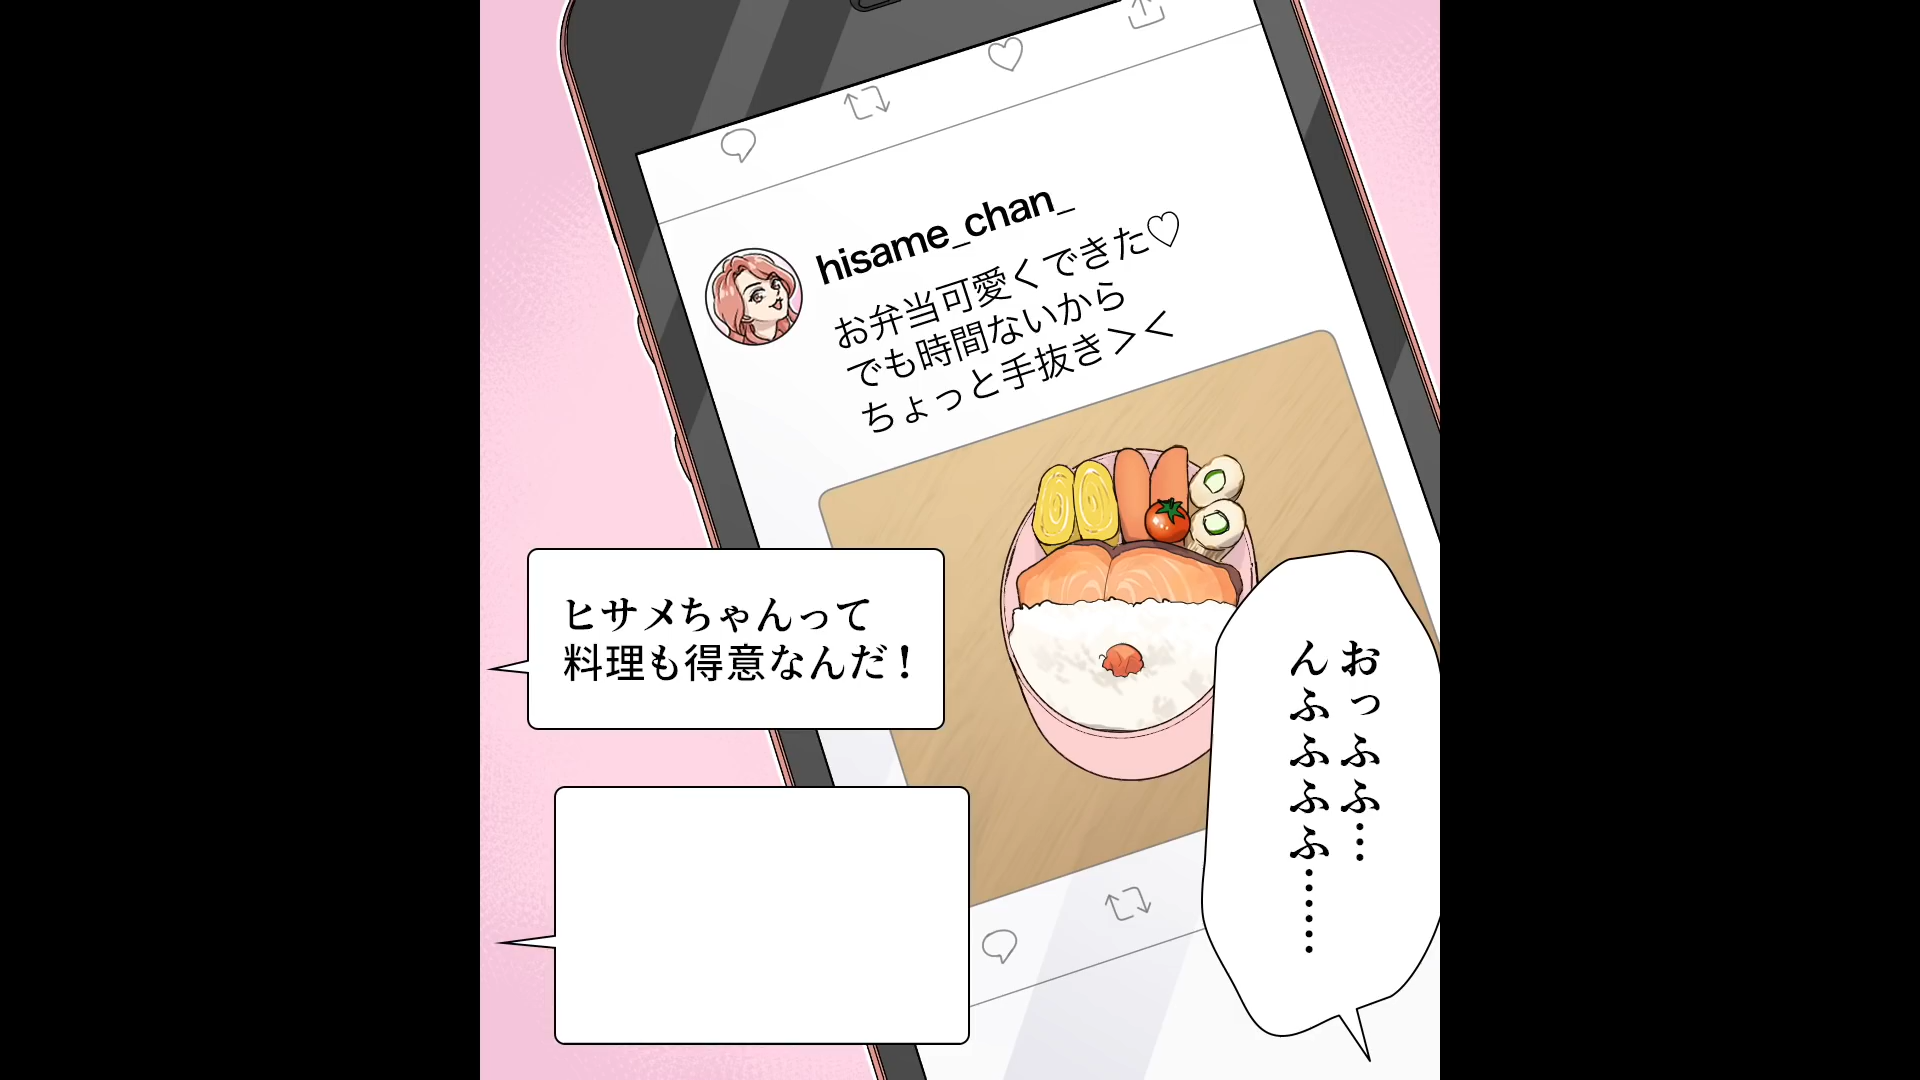 hisame_chan_
お弁当可愛くできた♡
でも時間ないから
ちょっと手抜き＞＜
ヒサメちゃんって
料理も得意なんだ！
おっふふ…
んふふふふ………